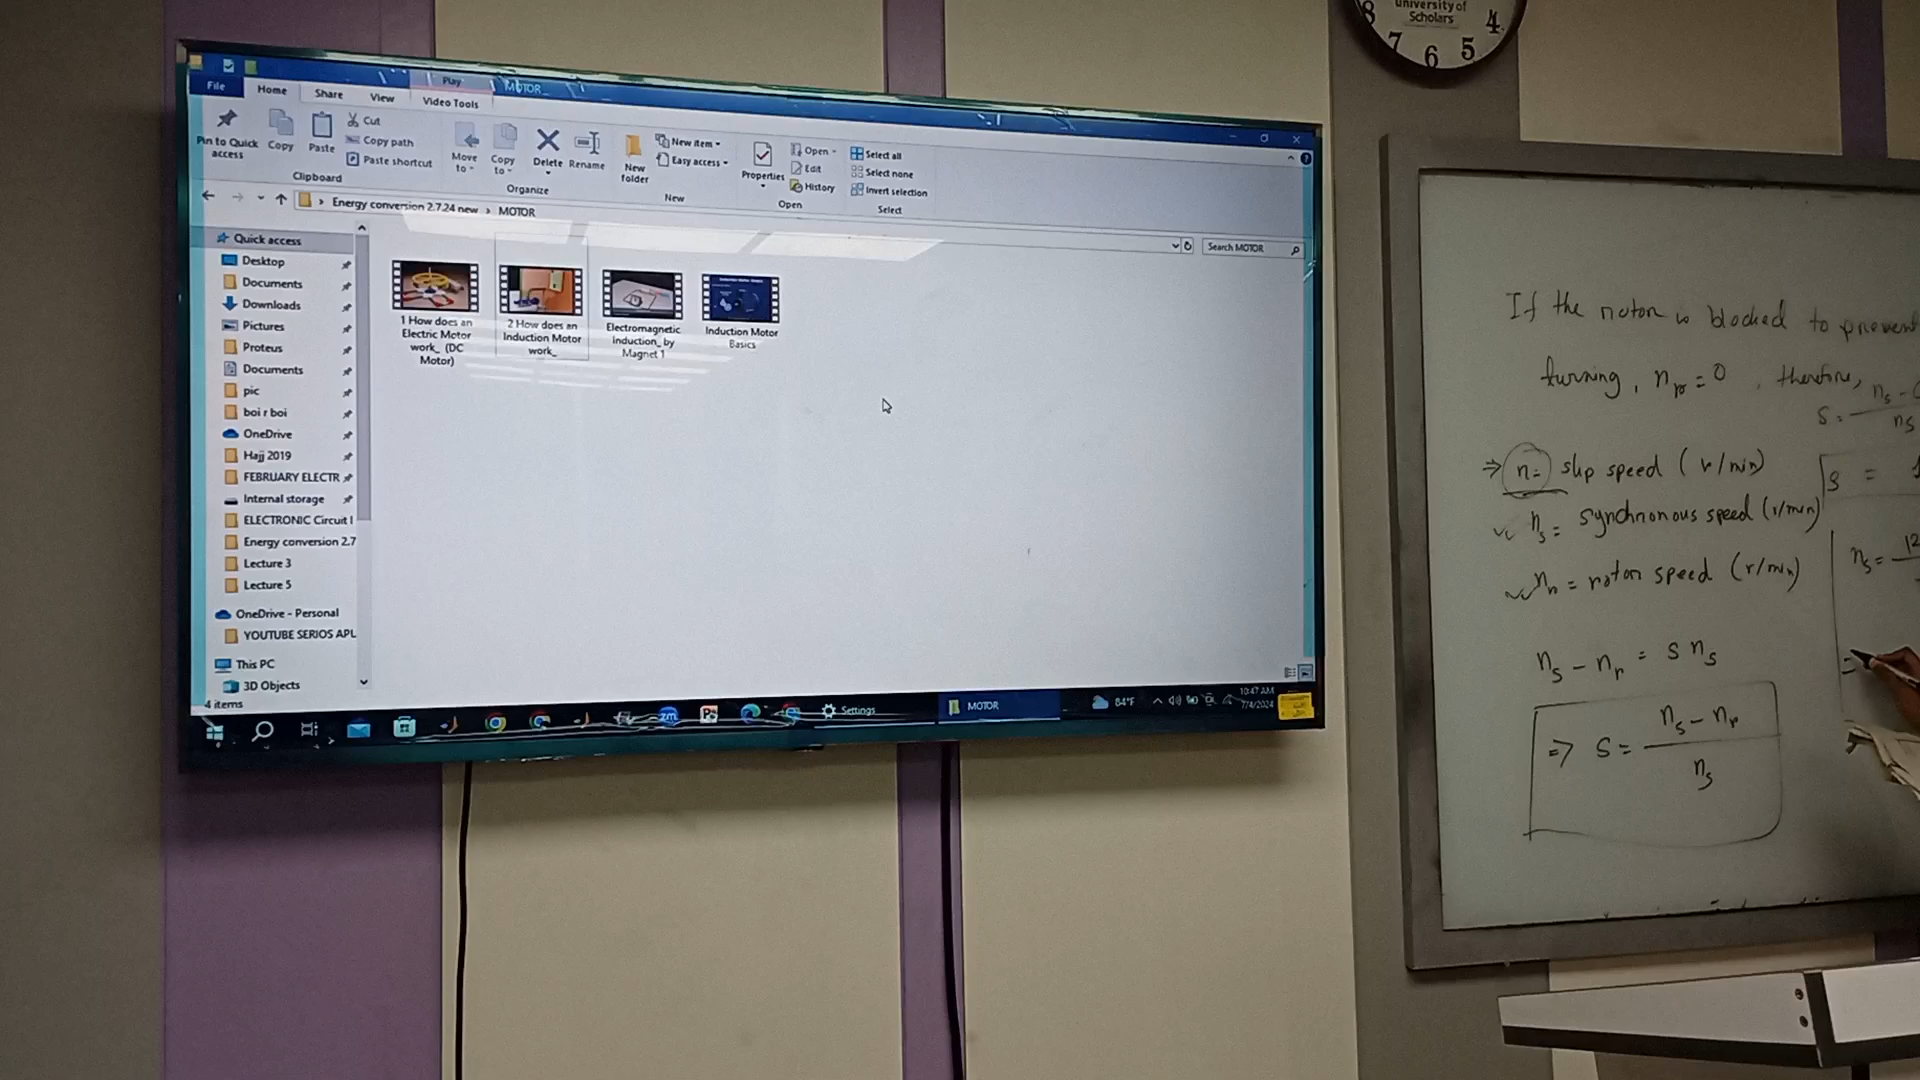 University of
Scholars
8 7 6 5 4
Play
MOTOR
File Home Share View Video Tools
Pin to Quick access
Copy
Paste
Cut
Copy path
Paste shortcut
Clipboard
Move to
Copy to
Delete
Rename
Organize
New folder
New item
Easy access
New
Properties
Open
Edit
History
Open
Select all
Select none
Invert selection
Select
Energy conversion 2.7.24 new › MOTOR
Search MOTOR
Quick access
Desktop
Documents
Downloads
Pictures
Proteus
Documents
pic
boi r boi
OneDrive
Hajj 2019
FEBRUARY ELECTR
Internal storage
ELECTRONIC Circuit I
Energy conversion 2.7
Lecture 3
Lecture 5
OneDrive - Personal
YOUTUBE SERIOS APL
This PC
3D Objects
4 items
1 How does an
Electric Motor
work_ (DC
Motor)
2 How does an
Induction Motor
work_
Electromagnetic
Induction_ by
Magnet 1
Induction Motor
Basics
zm
Settings
MOTOR
84°F
10:47 AM
7/4/2024
If the rotor is blocked to prevent
turning, nr = 0, therefore,
S =
⇒ n = slip speed (r/min)
S =
ns = synchronous speed (r/min)
ns = 12
nr = rotor speed (r/min)
ns - nr = s ns
⇒ S = ns - nr / ns